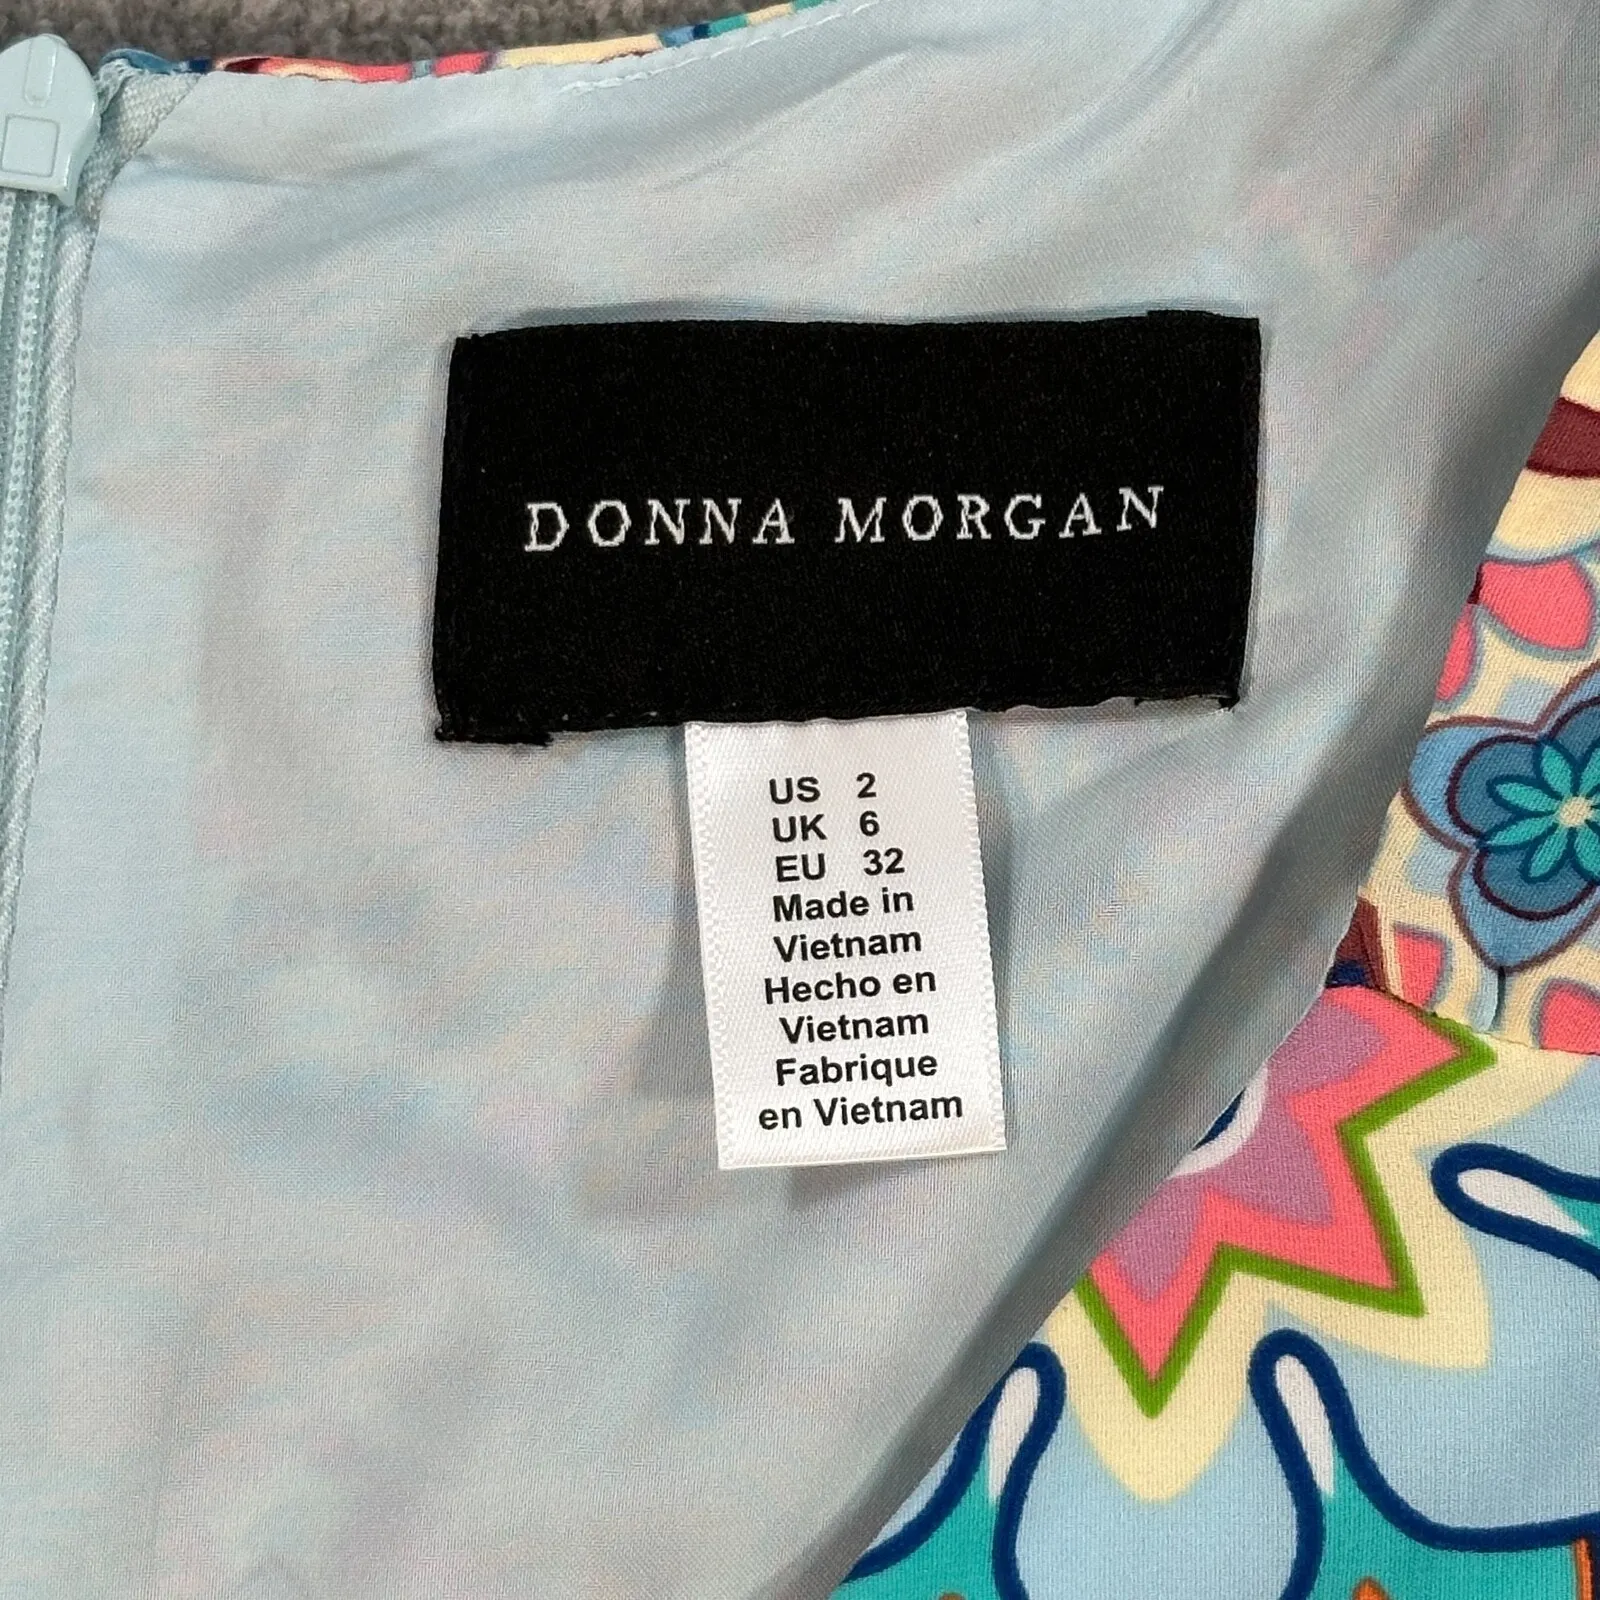 DONNA MORGAN
US 2
UK 6
EU 32
Made in
Vietnam
Hecho en
Vietnam
Fabrique
en Vietnam